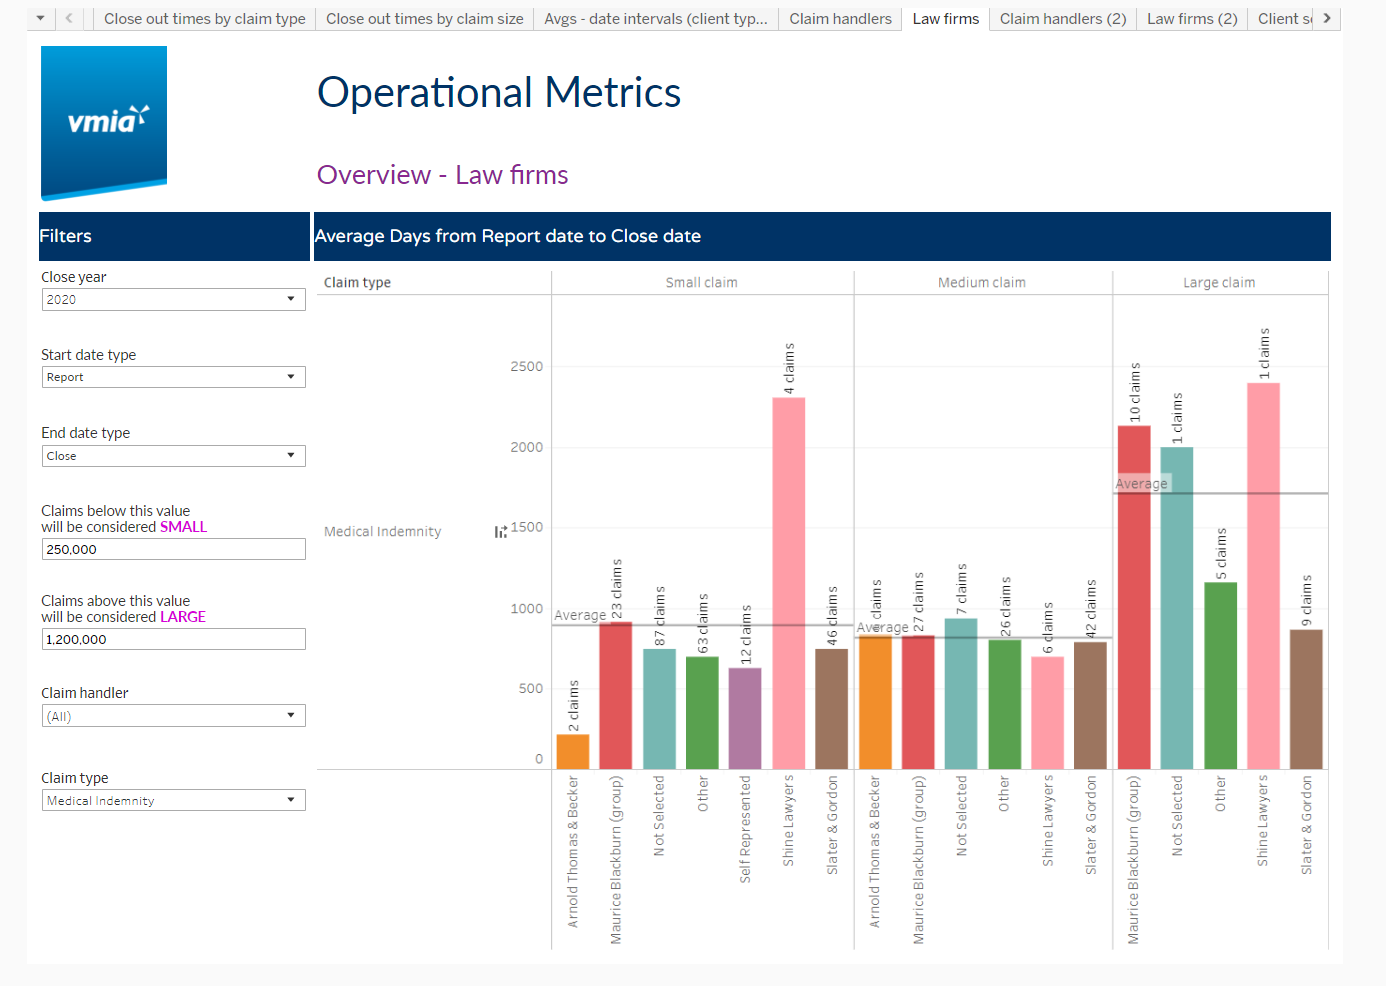 Close out times by claim type
Close out times by claim size
Avgs - date intervals (client typ...
Claim handlers
Law firms
Claim handlers (2)
Law firms (2)
Client s
vmia
Operational Metrics
Overview - Law firms
Filters
Average Days from Report date to Close date
Close year
2020
Start date type
Report
End date type
Close
Claims below this value
will be considered SMALL
250,000
Claims above this value
will be considered LARGE
1,200,000
Claim handler
(All)
Claim type
Medical Indemnity
Claim type
Small claim
Medium claim
Large claim
Medical Indemnity
2500
2000
1500
1000
500
0
Average
2 claims
23 claims
87 claims
63 claims
12 claims
4 claims
46 claims
Average
claims
27 claims
7 claims
26 claims
6 claims
42 claims
Average
10 claims
1 claims
5 claims
1 claims
9 claims
Arnold Thomas & Becker
Maurice Blackburn (group)
Not Selected
Other
Self Represented
Shine Lawyers
Slater & Gordon
Arnold Thomas & Becker
Maurice Blackburn (group)
Not Selected
Other
Shine Lawyers
Slater & Gordon
Maurice Blackburn (group)
Not Selected
Other
Shine Lawyers
Slater & Gordon